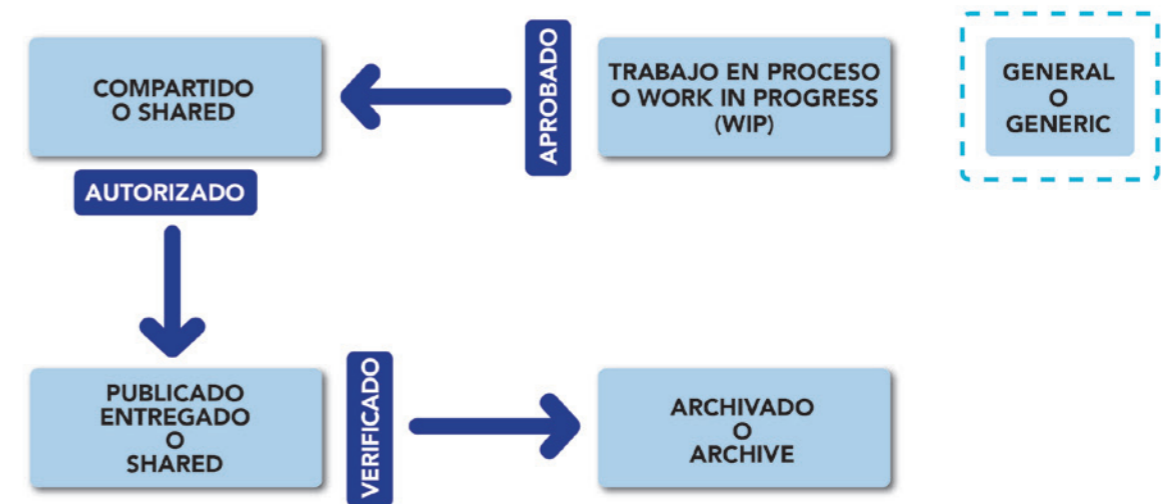 COMPARTIDO
O SHARED
APROBADO
TRABAJO EN PROCESO
O WORK IN PROGRESS
(WIP)
GENERAL
O
GENERIC
AUTORIZADO
PUBLICADO
ENTREGADO
O
SHARED
VERIFICADO
ARCHIVADO
O
ARCHIVE